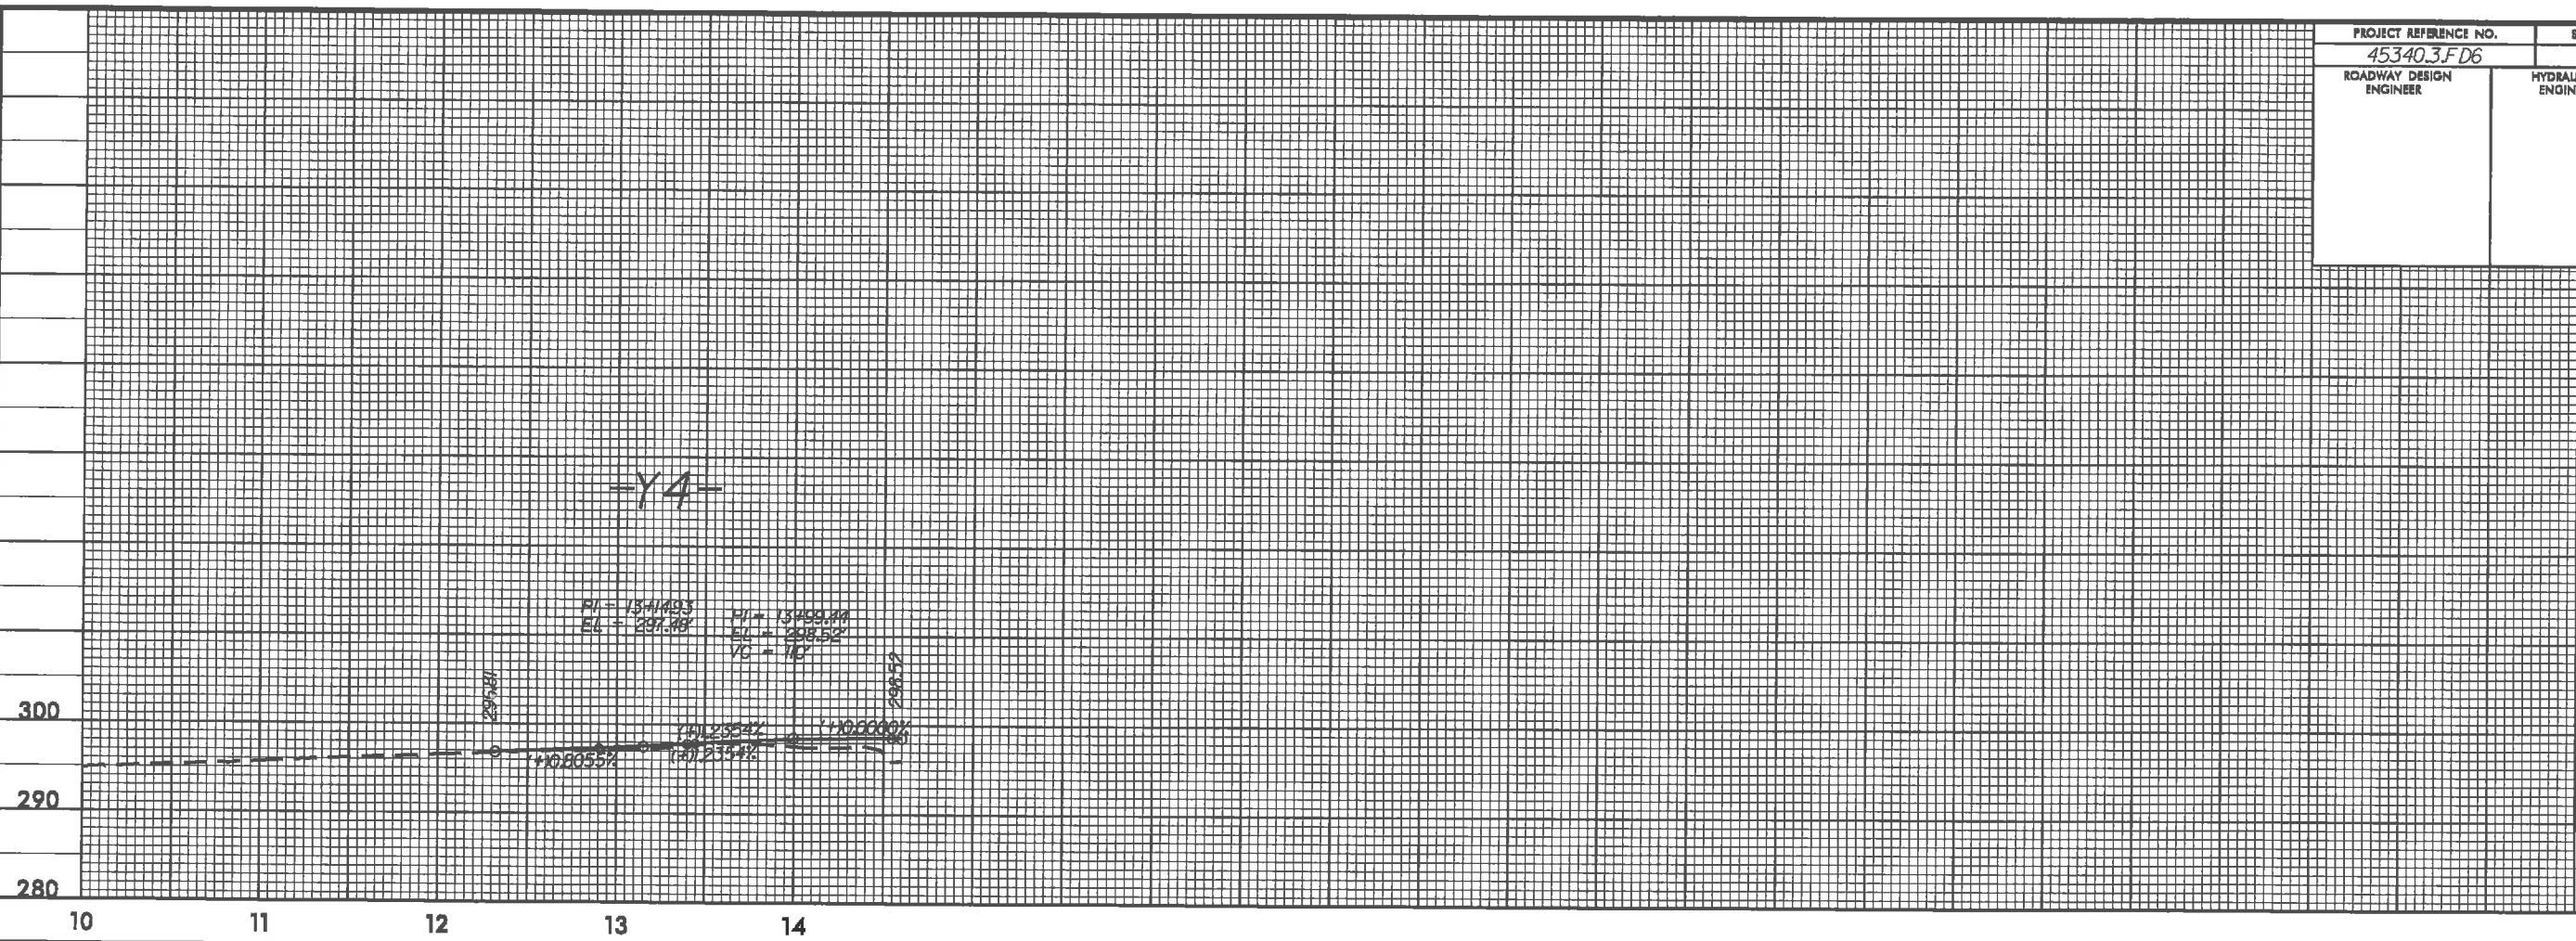 PROJECT REFERENCE NO.
45340.3.FD6
ROADWAY DESIGN
ENGINEER
-Y4-
PI = 13+14.93
EL = 297.48'
PI = 13+99.44
EL = 298.52'
VC = 110'
295.81
298.52
(+)1.2354%
(+)0.8055%
(+)1.2354%
300
290
280
10 11 12 13 14